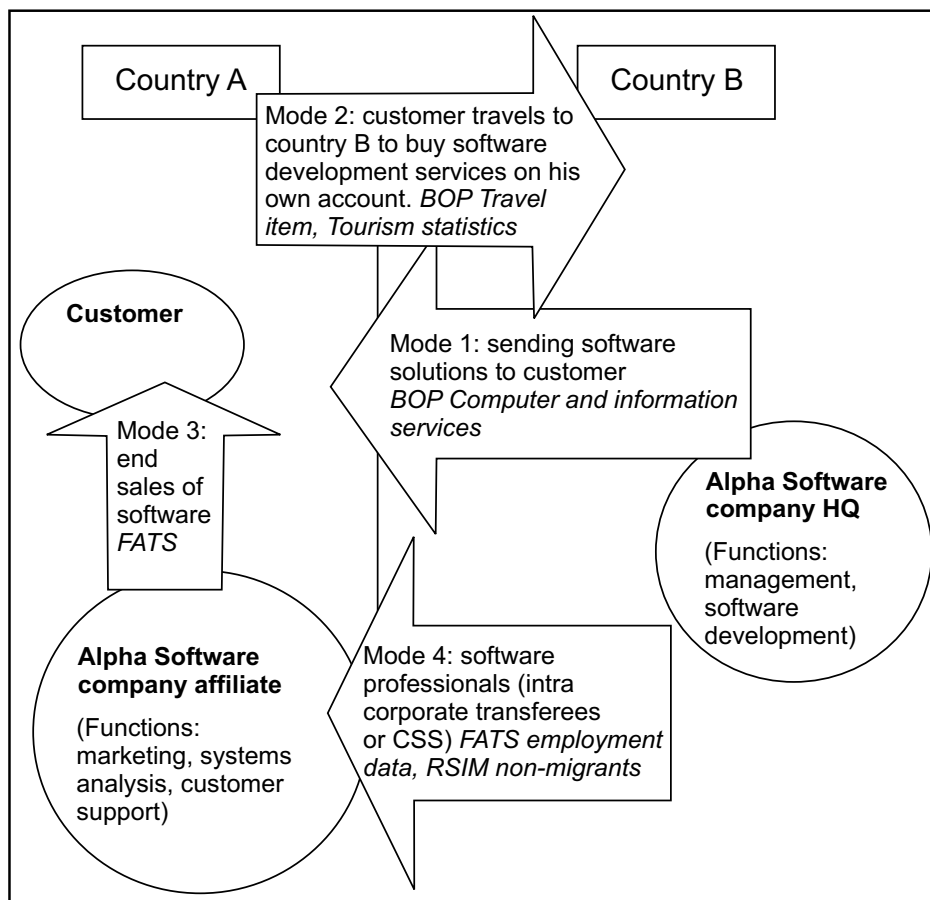 Country A
Country B
Mode 2: customer travels to
country B to buy software
development services on his
own account. BOP Travel
item, Tourism statistics
Customer
Mode 1: sending software
solutions to customer
BOP Computer and information
services
Mode 3:
end
sales of
software
FATS
Alpha Software
company HQ
(Functions:
management,
software
development)
Alpha Software
company affiliate
(Functions:
marketing, systems
analysis, customer
support)
Mode 4: software
professionals (intra
corporate transferees
or CSS) FATS employment
data, RSIM non-migrants